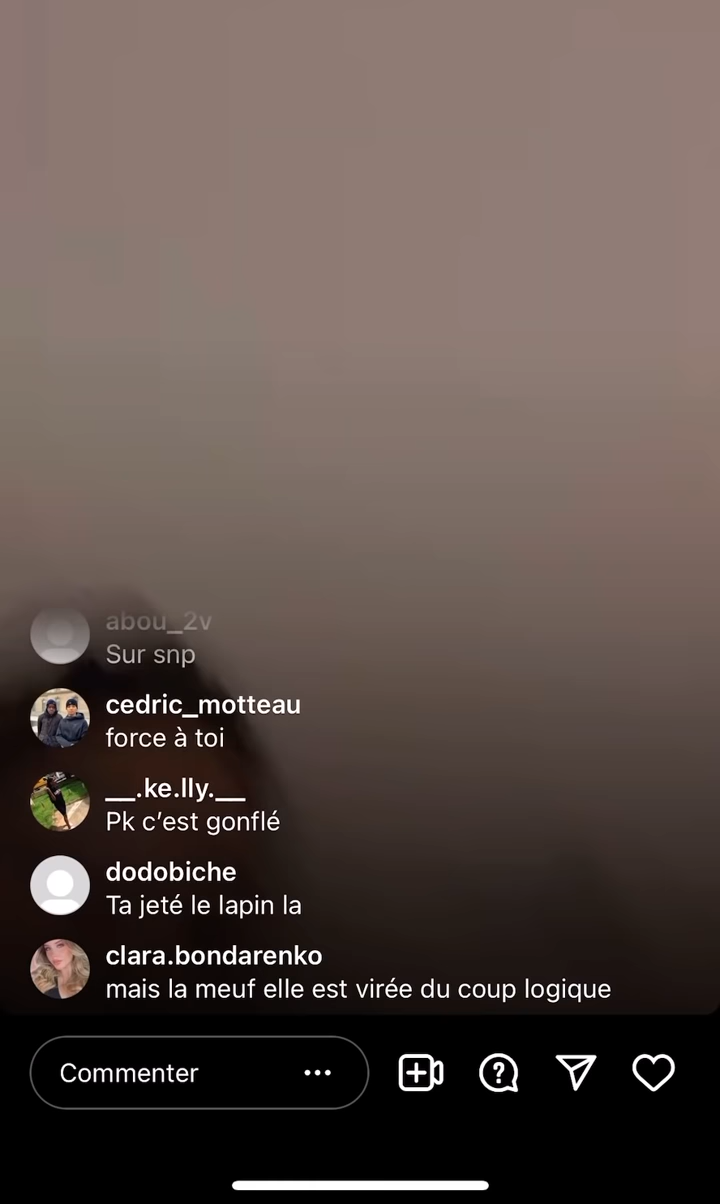 abou_2v
Sur snp
cedric_motteau
force à toi
__.ke.lly.__
Pk c’est gonflé
dodobiche
Ta jeté le lapin la
clara.bondarenko
mais la meuf elle est virée du coup logique
Commenter